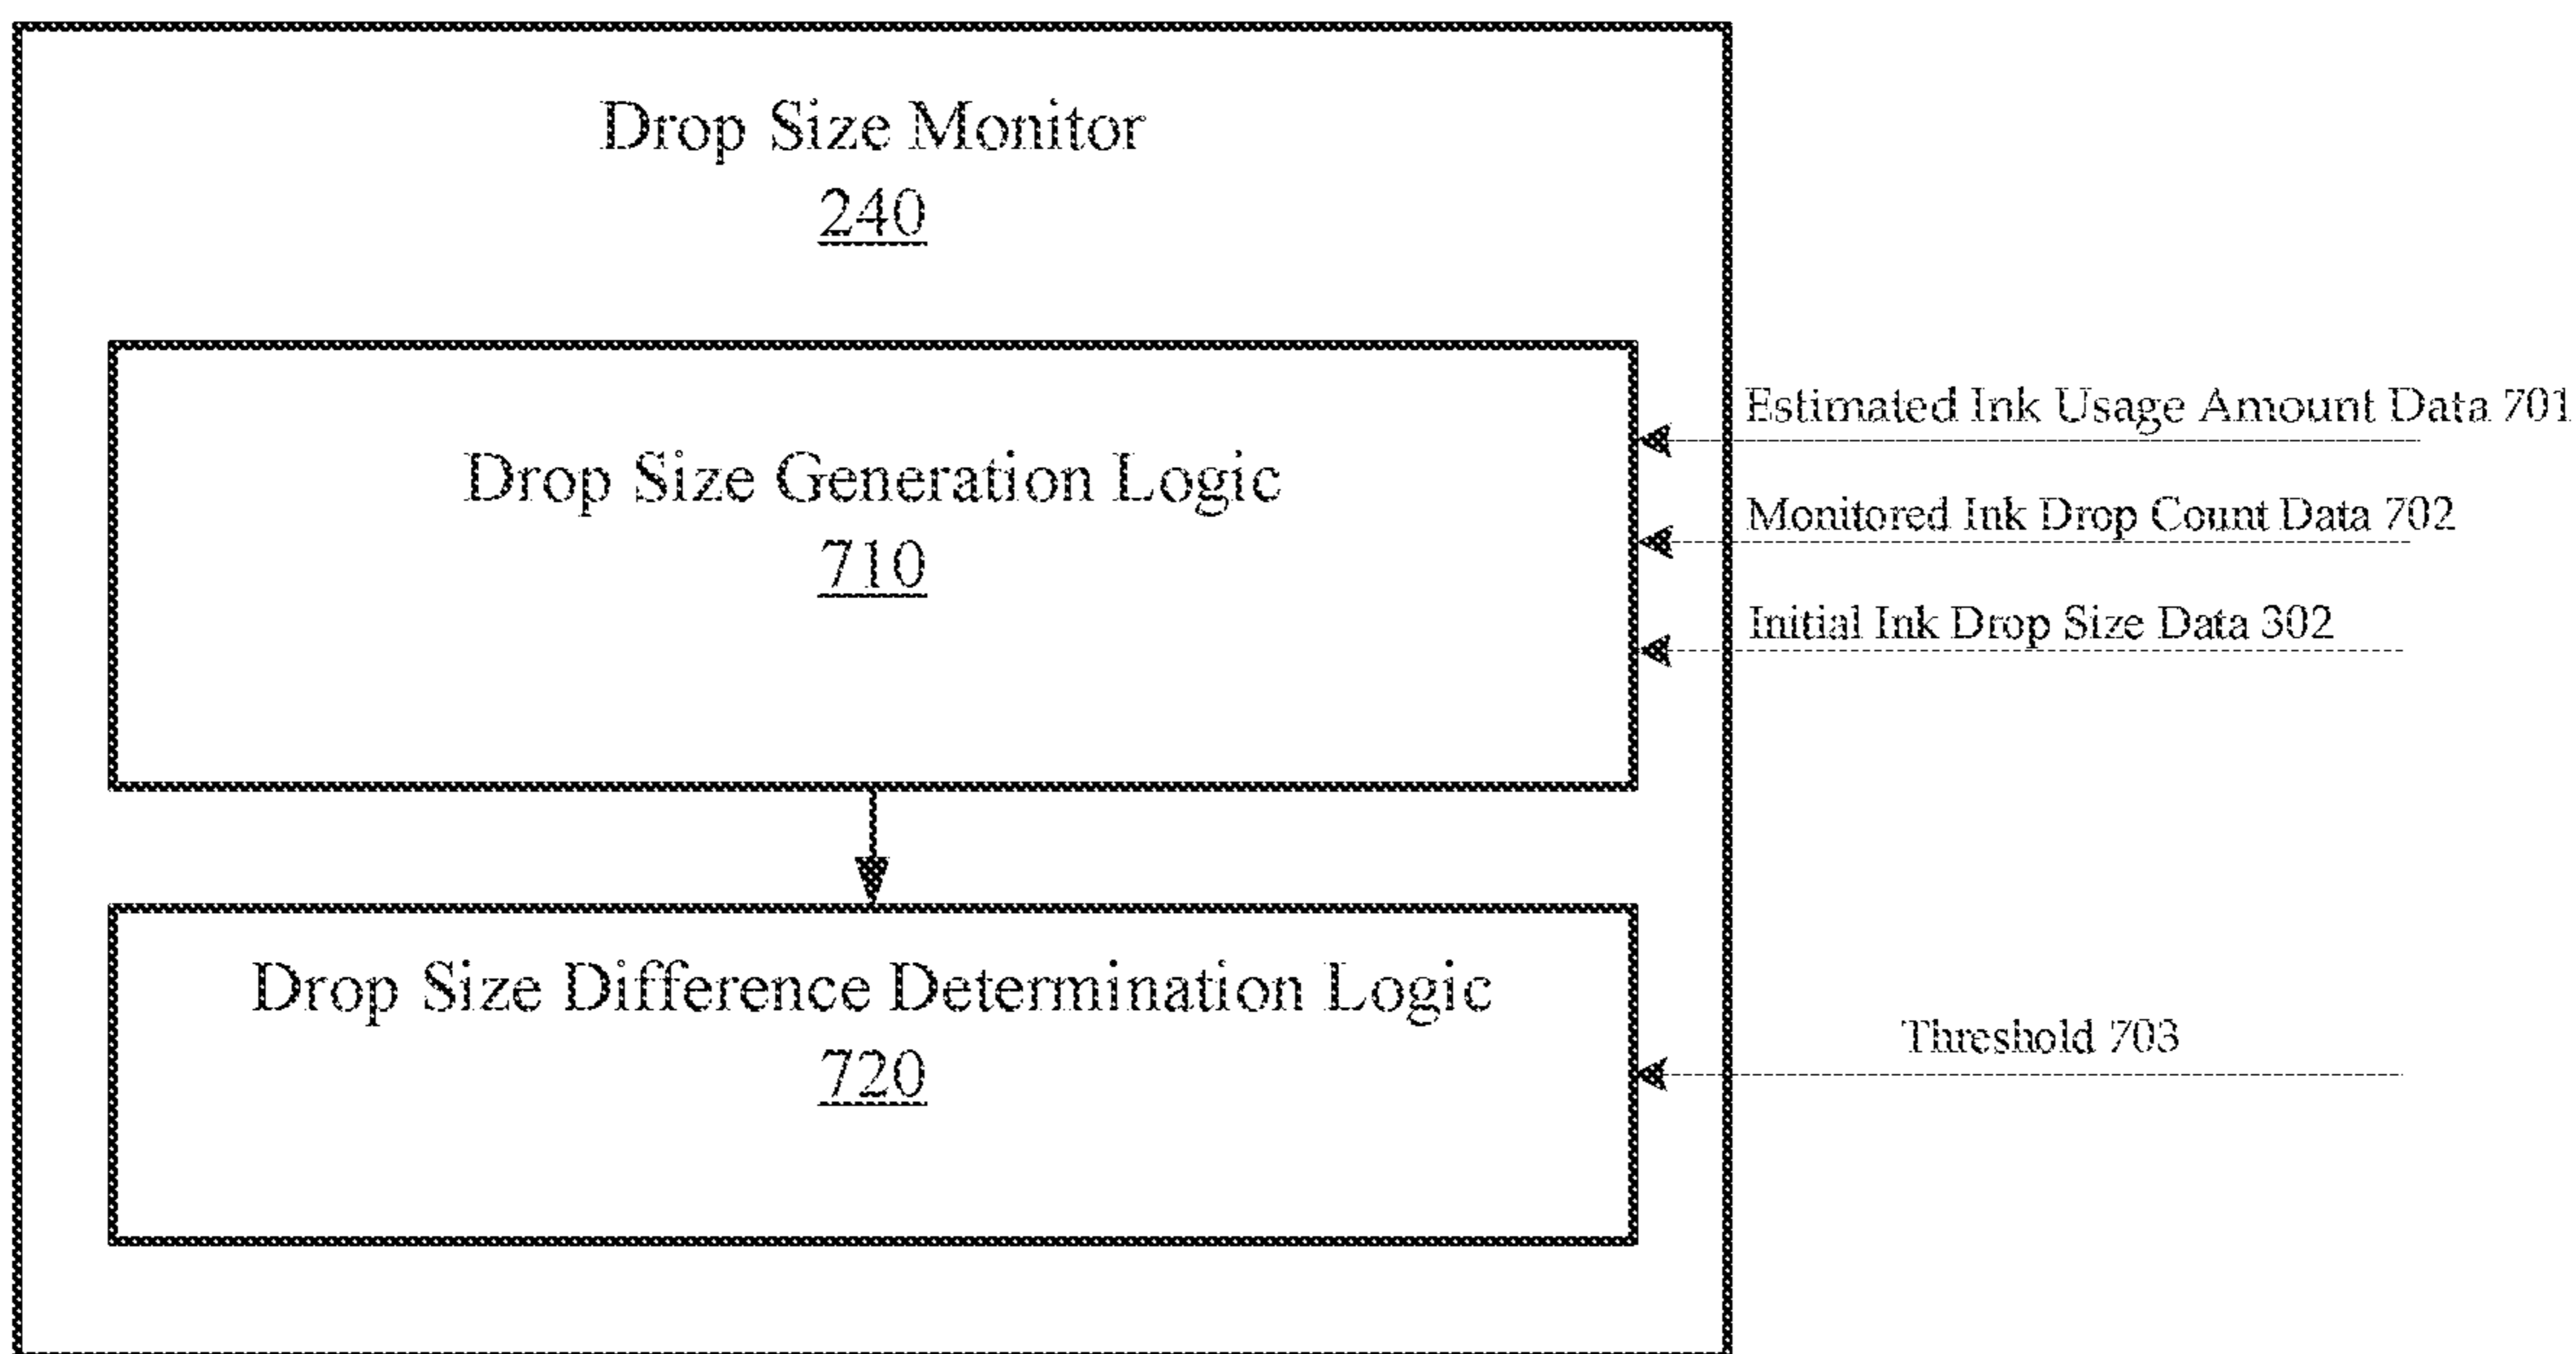 Drop Size Monitor
240
Drop Size Generation Logic
710
Estimated Ink Usage Amount Data 701
Monitored Ink Drop Count Data 702
Initial Ink Drop Size Data 302
Drop Size Difference Determination Logic
720
Threshold 703